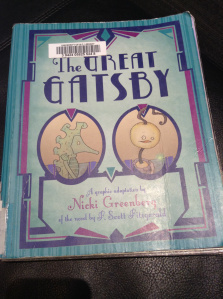 The GREAT
GATSBY
A graphic adaptation by
Nicki Greenberg
of the novel by F. Scott Fitzgerald